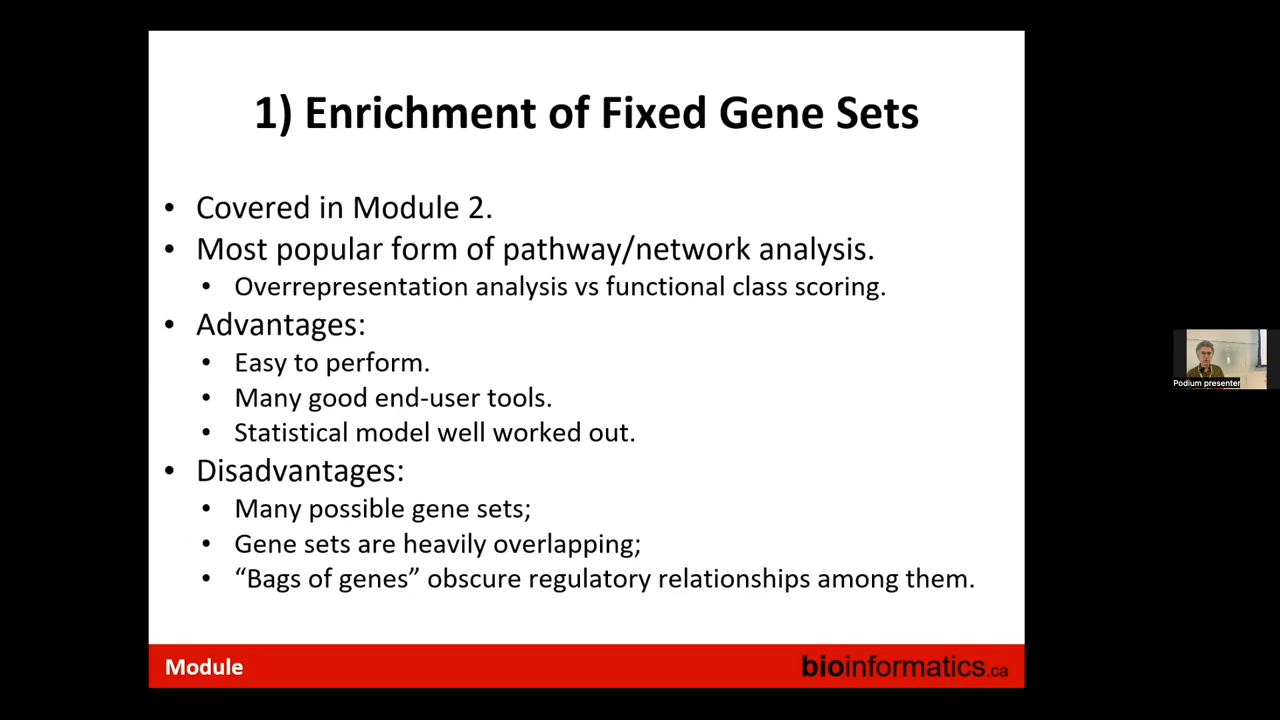 1) Enrichment of Fixed Gene Sets
• Covered in Module 2.
• Most popular form of pathway/network analysis.
• Overrepresentation analysis vs functional class scoring.
• Advantages:
• Easy to perform.
• Many good end-user tools.
• Statistical model well worked out.
• Disadvantages:
• Many possible gene sets;
• Gene sets are heavily overlapping;
• “Bags of genes” obscure regulatory relationships among them.
Podium presenter
Module
bioinformatics.ca